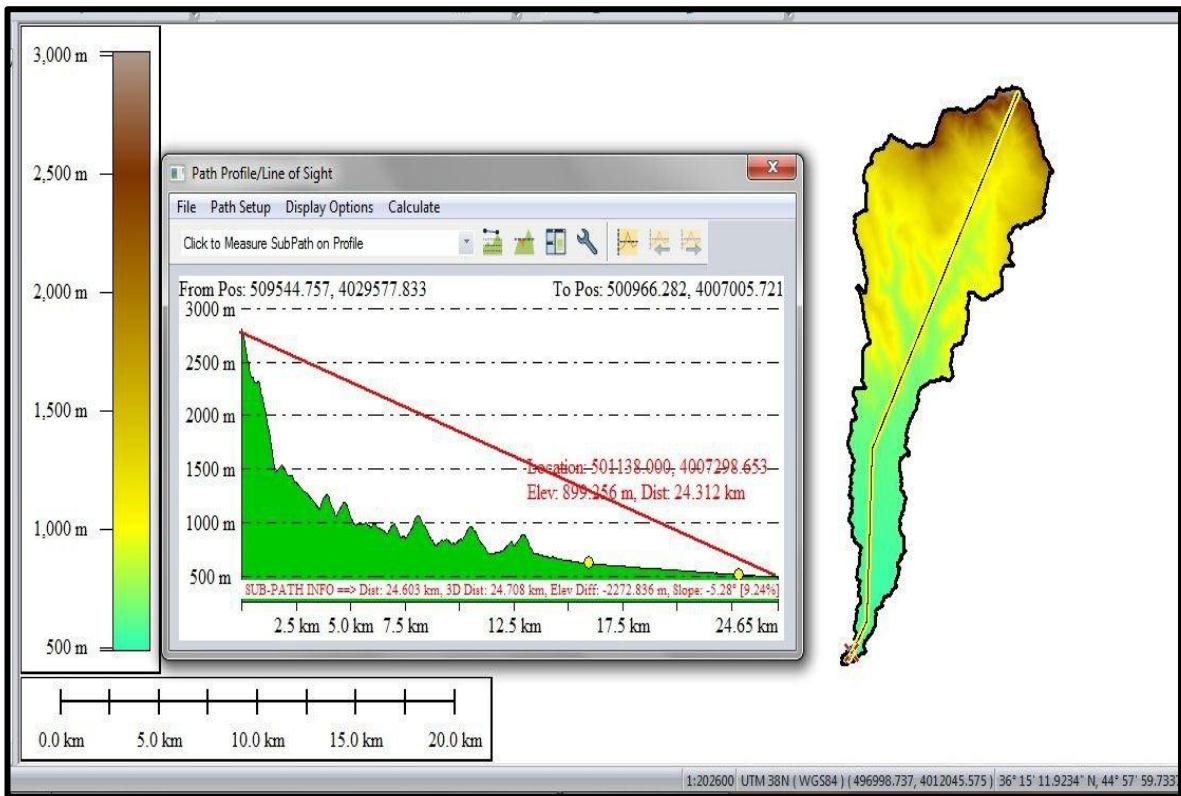 3,000 m
2,500 m
2,000 m
1,500 m
1,000 m
500 m
0.0 km 5.0 km 10.0 km 15.0 km 20.0 km
Path Profile/Line of Sight
X
File Path Setup Display Options Calculate
Click to Measure SubPath on Profile
From Pos: 509544.757, 4029577.833 To Pos: 500966.282, 4007005.721
3000 m
2500 m
2000 m
1500 m
Location: 501138.000, 4007298.653
Elev: 899.256 m, Dist: 24.312 km
1000 m
500 m
SUB-PATH INFO ==> Dist: 24.603 km, 3D Dist: 24.708 km, Elev Diff: -2272.836 m, Slope: -5.28° [9.24%]
2.5 km 5.0 km 7.5 km 12.5 km 17.5 km 24.65 km
1:202600 UTM 38N ( WGS84 ) ( 496998.737, 4012045.575 ) 36° 15' 11.9234" N, 44° 57' 59.7337